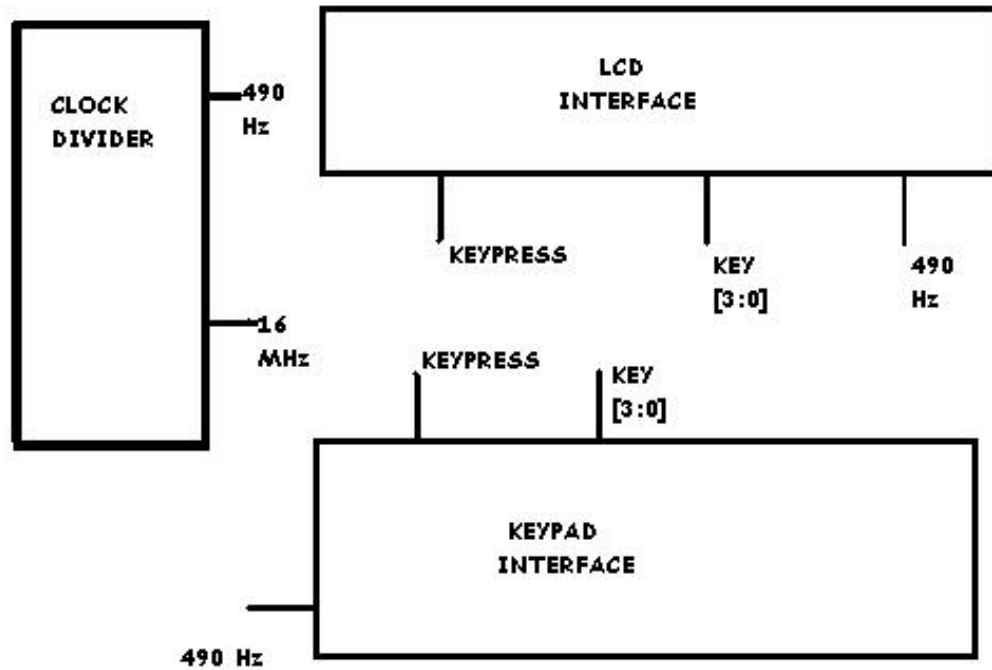 CLOCK
DIVIDER
490
Hz
16
MHz
LCD
INTERFACE
KEYPRESS
KEY
[3:0]
490
Hz
KEYPRESS
KEY
[3:0]
KEYPAD
INTERFACE
490 Hz